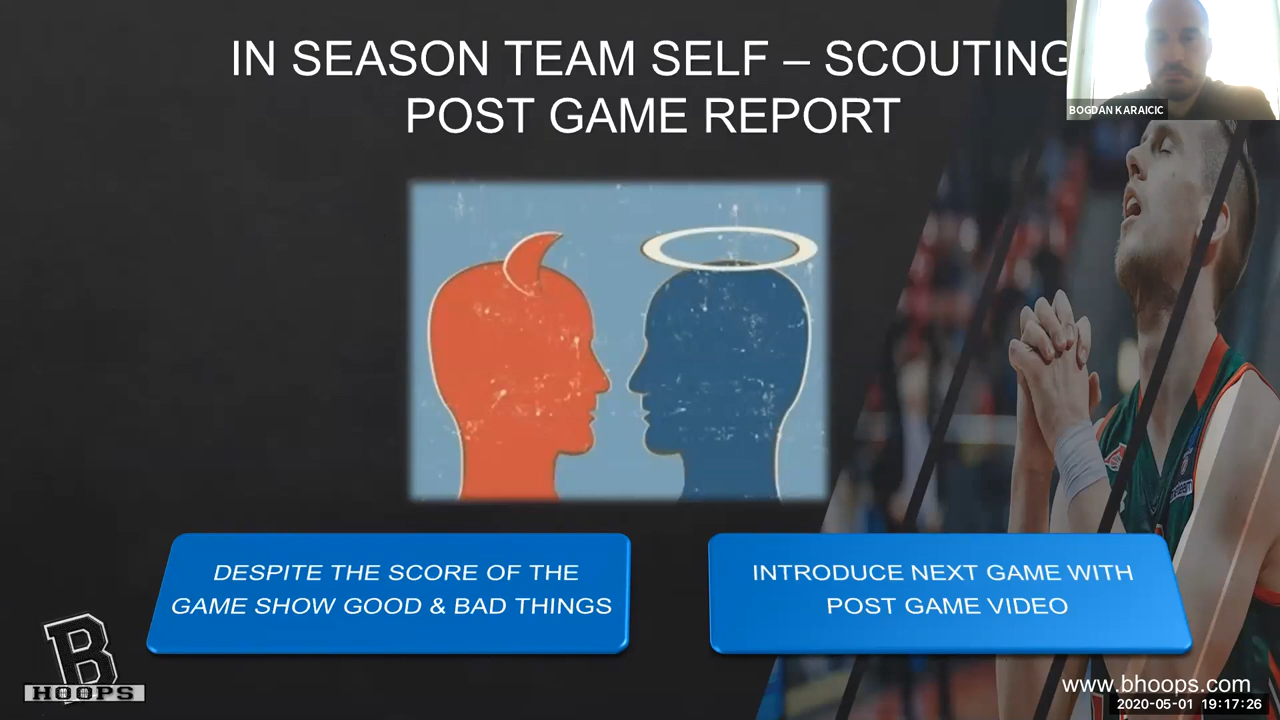 IN SEASON TEAM SELF – SCOUTING
POST GAME REPORT
BOGDAN KARAICIC
DESPITE THE SCORE OF THE
GAME SHOW GOOD & BAD THINGS
INTRODUCE NEXT GAME WITH
POST GAME VIDEO
B
HOOPS
www.bhoops.com
2020-05-01 19:17:26